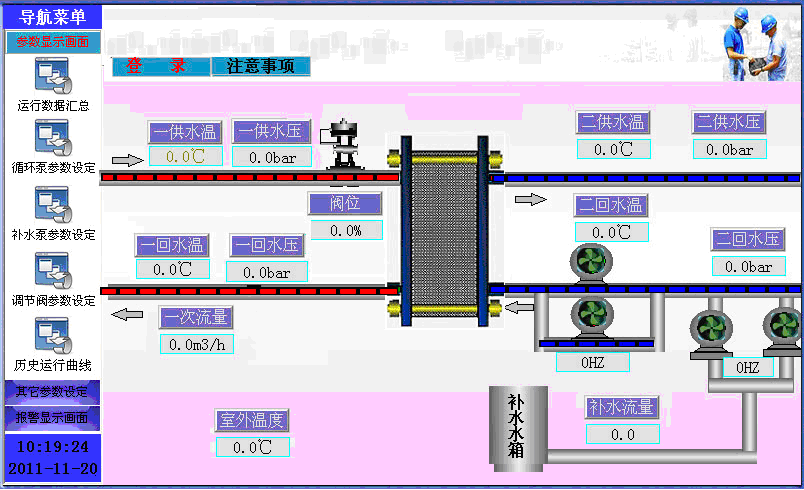 导航菜单
参数显示画面
运行数据汇总
循环泵参数设定
补水泵参数设定
调节阀参数设定
历史运行曲线
其它参数设定
报警显示画面
10:19:24
2011-11-20
登 录
注意事项
一供水温
0.0℃
一供水压
0.0bar
阀位
0.0%
一回水温
0.0℃
一回水压
0.0bar
一次流量
0.0m3/h
室外温度
0.0℃
二供水温
0.0℃
二供水压
0.0bar
二回水温
0.0℃
二回水压
0.0bar
0HZ
0HZ
补水水箱
补水流量
0.0